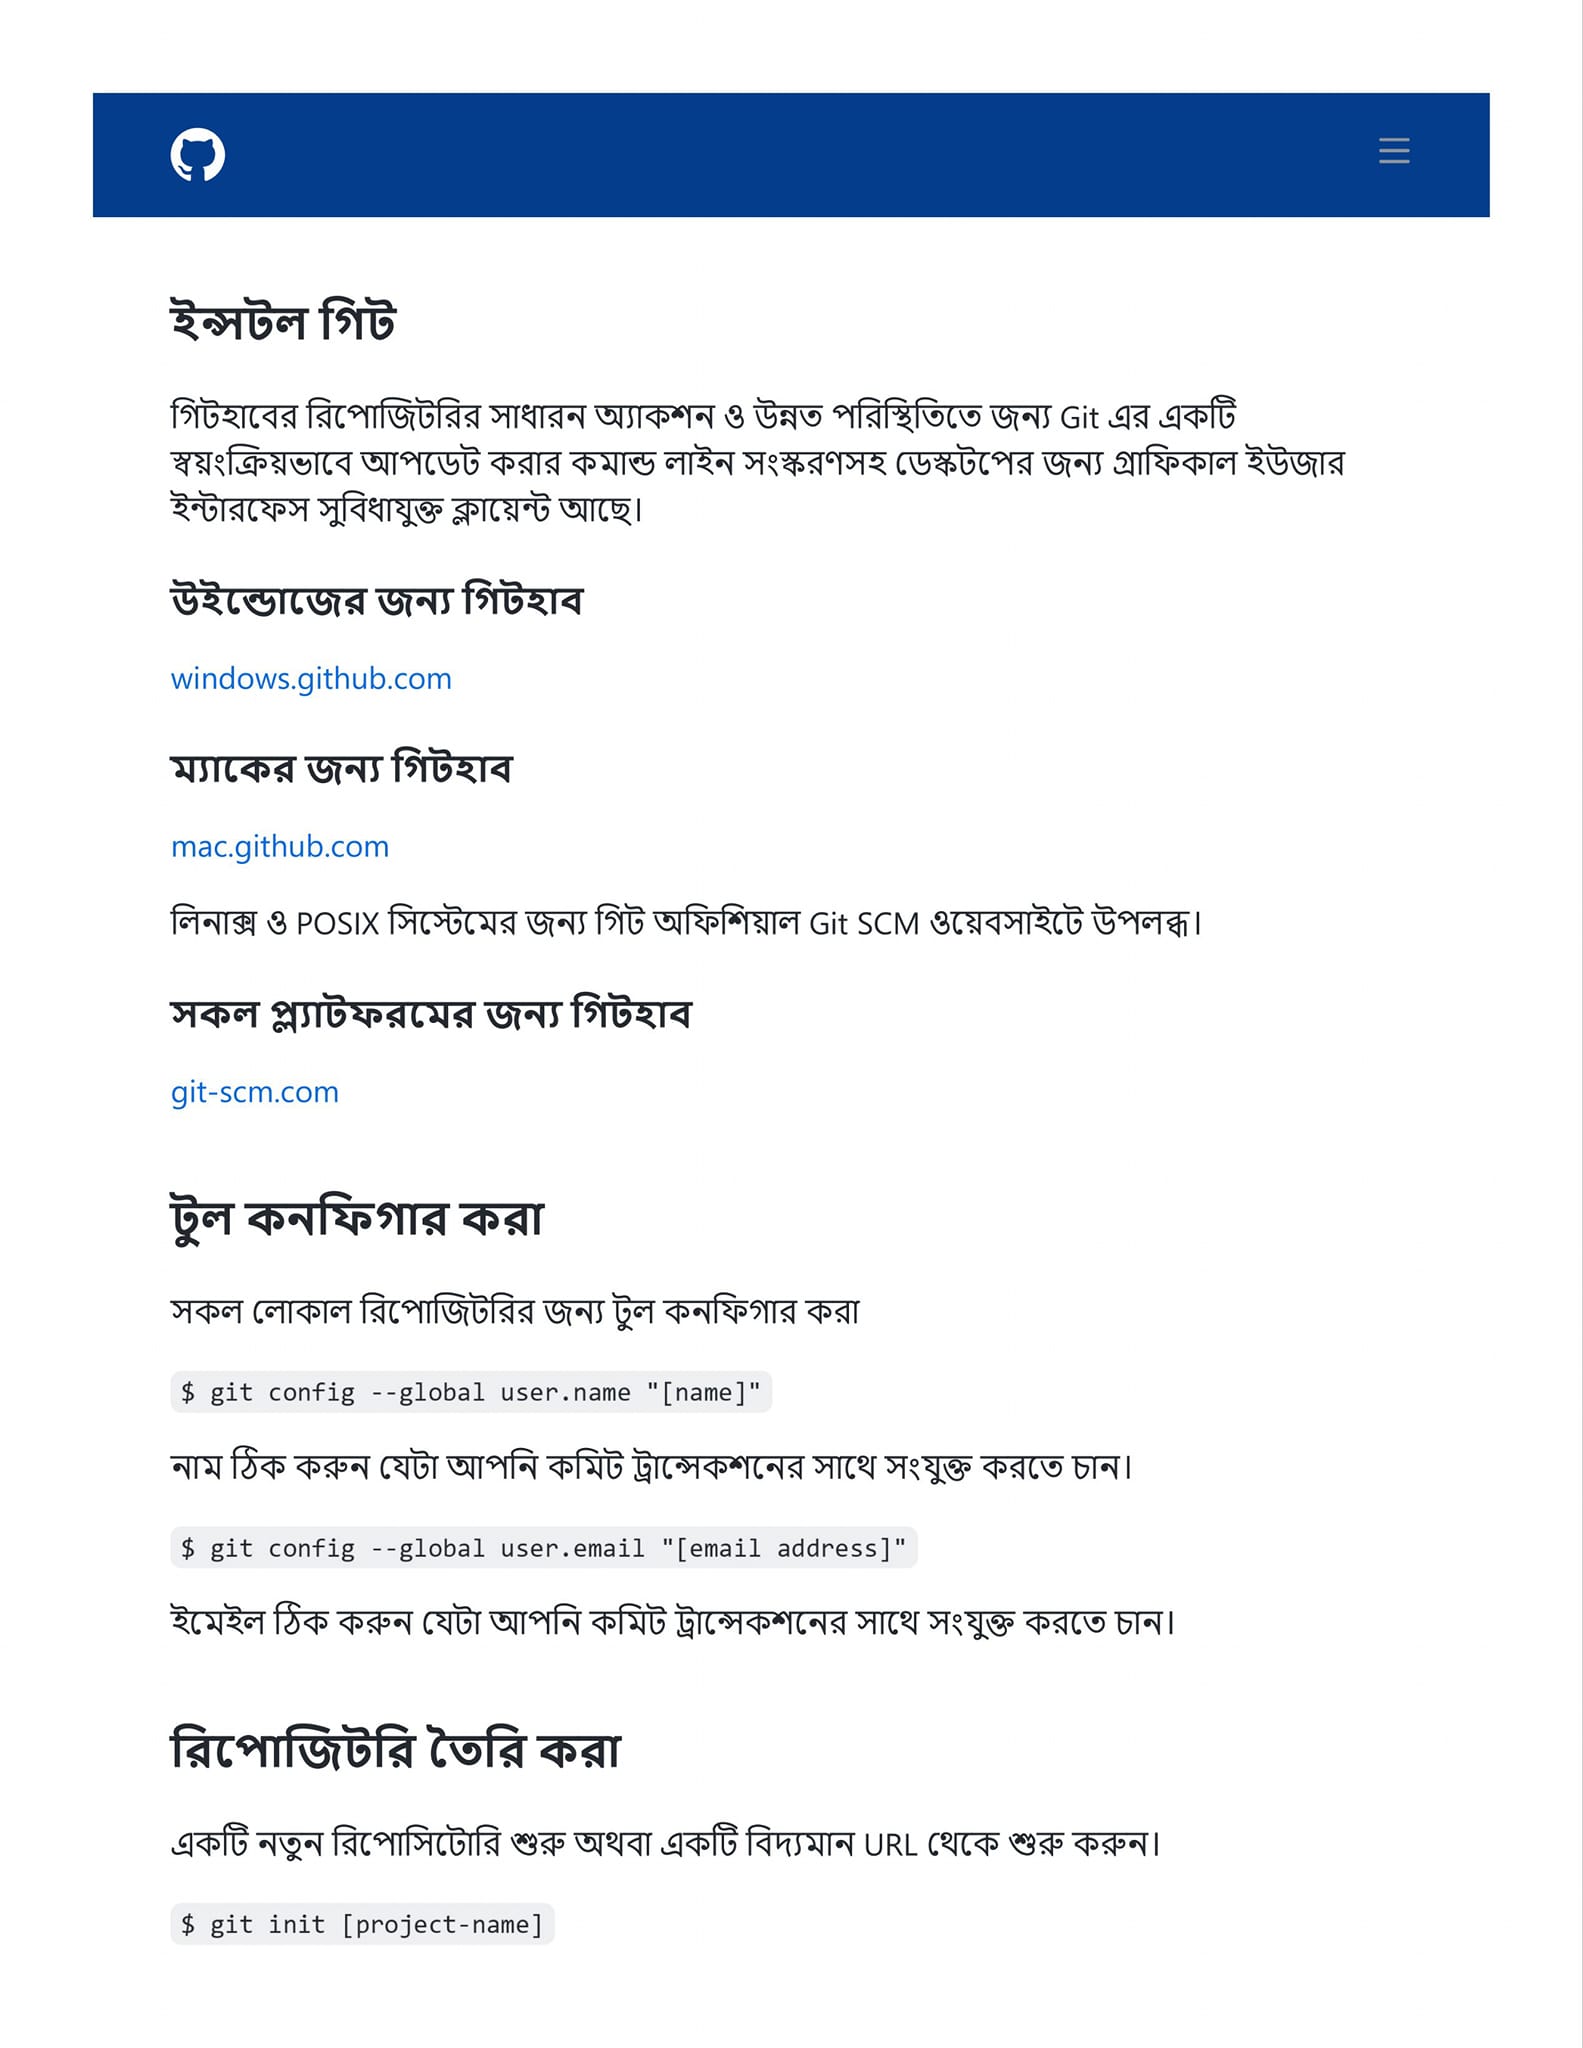 ইন্সটল গিট
গিটহাবের রিপোজিটরির সাধারন অ্যাকশন ও উন্নত পরিস্থিতিতে জন্য Git এর একটি
স্বয়ংক্রিয়ভাবে আপডেট করার কমান্ড লাইন সংস্করণসহ ডেস্কটপের জন্য গ্রাফিকাল ইউজার
ইন্টারফেস সুবিধাযুক্ত ক্লায়েন্ট আছে।
উইন্ডোজের জন্য গিটহাব
windows.github.com
ম্যাকের জন্য গিটহাব
mac.github.com
লিনাক্স ও POSIX সিস্টেমের জন্য গিট অফিশিয়াল Git SCM ওয়েবসাইটে উপলব্ধ।
সকল প্ল্যাটফরমের জন্য গিটহাব
git-scm.com
টুল কনফিগার করা
সকল লোকাল রিপোজিটরির জন্য টুল কনফিগার করা
$ git config --global user.name "[name]"
নাম ঠিক করুন যেটা আপনি কমিট ট্রান্সেকশনের সাথে সংযুক্ত করতে চান।
$ git config --global user.email "[email address]"
ইমেইল ঠিক করুন যেটা আপনি কমিট ট্রান্সেকশনের সাথে সংযুক্ত করতে চান।
রিপোজিটরি তৈরি করা
একটি নতুন রিপোসিটোরি শুরু অথবা একটি বিদ্যমান URL থেকে শুরু করুন।
$ git init [project-name]